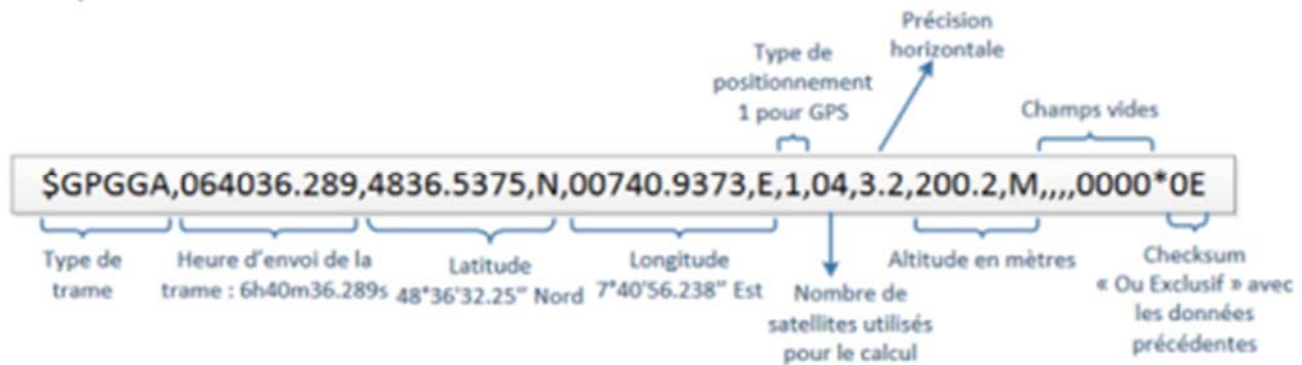 Précision
horizontale
Type de
positionnement
1 pour GPS
Champs vides
$GPGGA,064036.289,4836.5375,N,00740.9373,E,1,04,3.2,200.2,M,,,,0000*0E
Type de
trame
Heure d'envoi de la
trame : 6h40m36.289s
Latitude
48°36'32.25" Nord
Longitude
7°40'56.238" Est
Nombre de
satellites utilisés
pour le calcul
Altitude en mètres
Checksum
« Ou Exclusif » avec
les données
précédentes